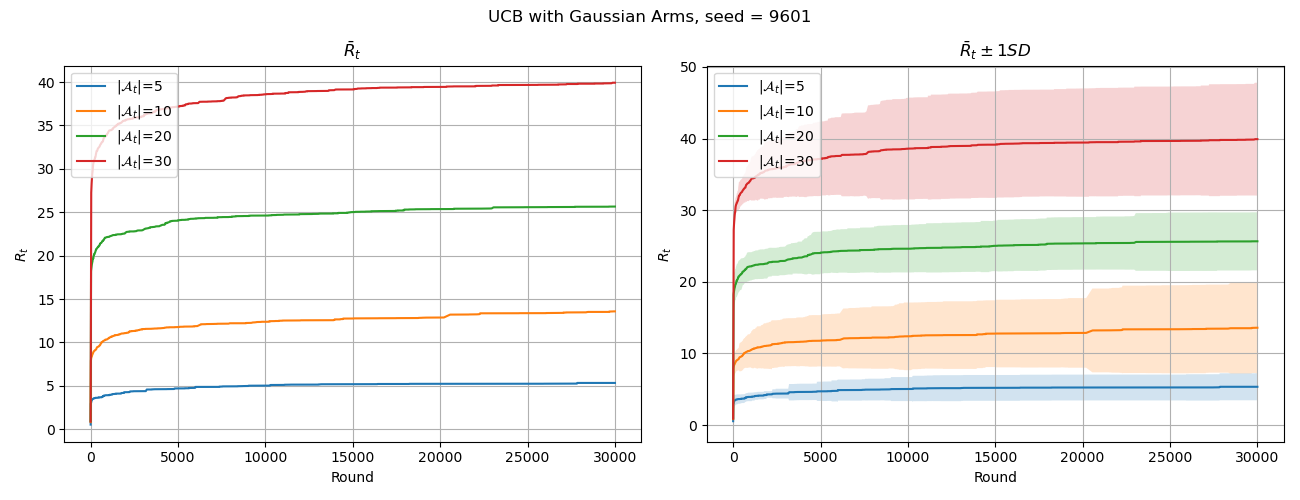 UCB with Gaussian Arms, seed = 9601
R̄ₜ
R̄ₜ ± 1SD
|𝒜ₜ|=5
|𝒜ₜ|=10
|𝒜ₜ|=20
|𝒜ₜ|=30
|𝒜ₜ|=5
|𝒜ₜ|=10
|𝒜ₜ|=20
|𝒜ₜ|=30
40
35
30
25
20
15
10
5
0
Rₜ
0 5000 10000 15000 20000 25000 30000
Round
50
40
30
20
10
0
Rₜ
0 5000 10000 15000 20000 25000 30000
Round